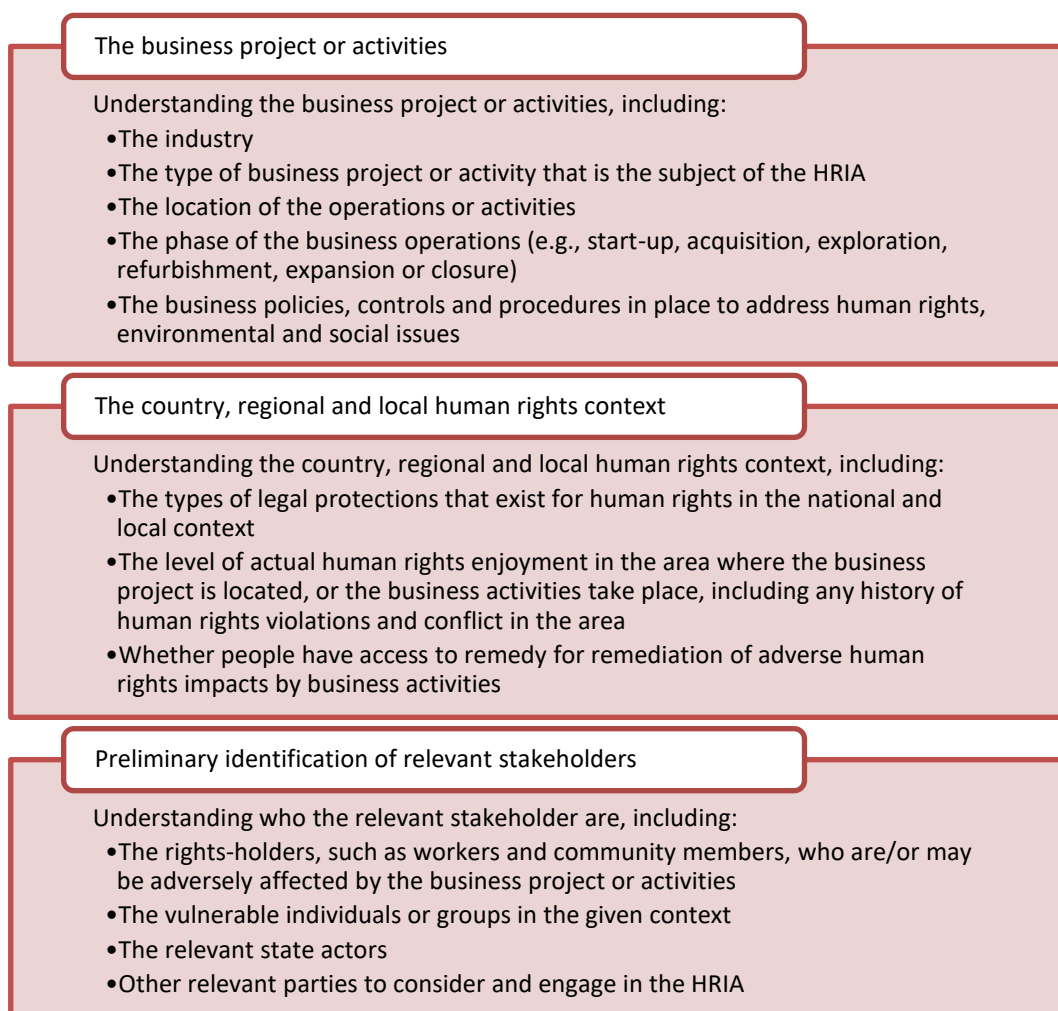 The business project or activities
Understanding the business project or activities, including:
•The industry
•The type of business project or activity that is the subject of the HRIA
•The location of the operations or activities
•The phase of the business operations (e.g., start-up, acquisition, exploration,
refurbishment, expansion or closure)
•The business policies, controls and procedures in place to address human rights,
environmental and social issues
The country, regional and local human rights context
Understanding the country, regional and local human rights context, including:
•The types of legal protections that exist for human rights in the national and
local context
•The level of actual human rights enjoyment in the area where the business
project is located, or the business activities take place, including any history of
human rights violations and conflict in the area
•Whether people have access to remedy for remediation of adverse human
rights impacts by business activities
Preliminary identification of relevant stakeholders
Understanding who the relevant stakeholder are, including:
•The rights-holders, such as workers and community members, who are/or may
be adversely affected by the business project or activities
•The vulnerable individuals or groups in the given context
•The relevant state actors
•Other relevant parties to consider and engage in the HRIA